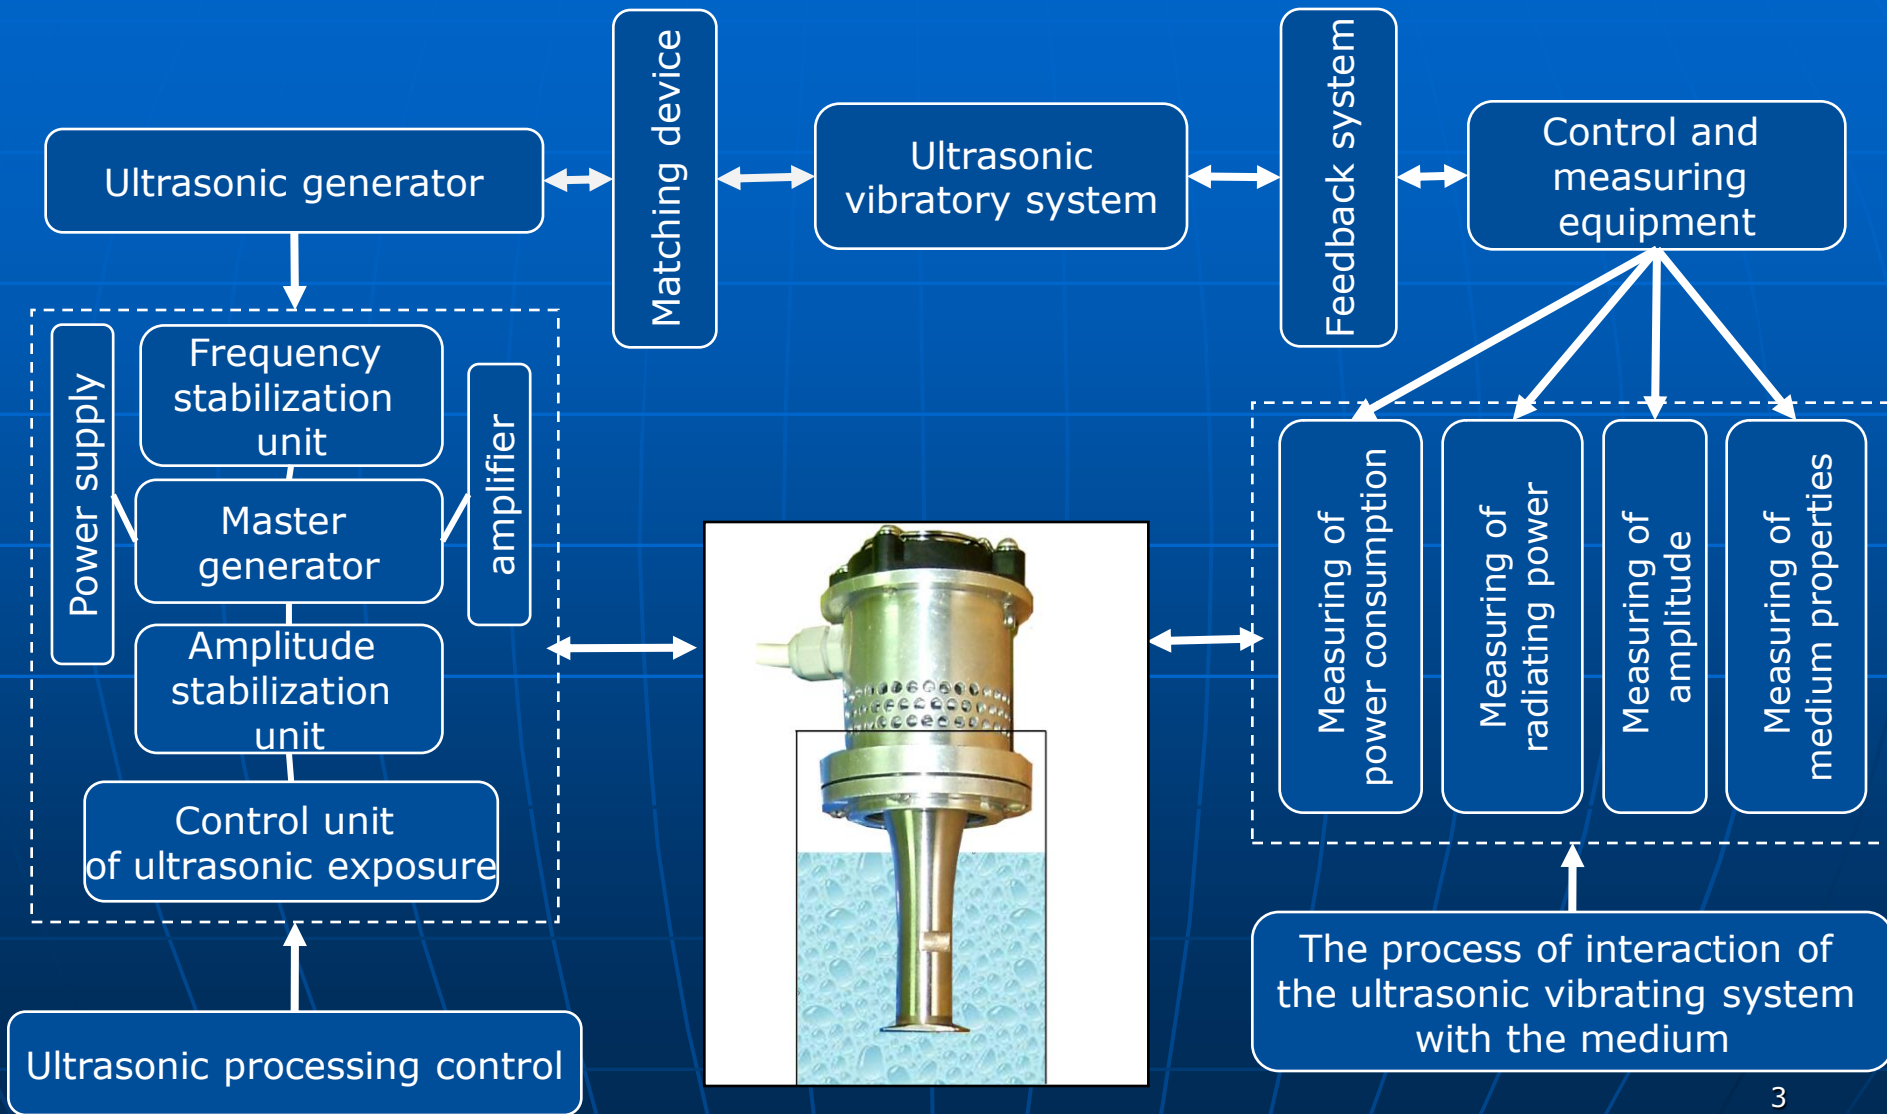 Ultrasonic generator
Matching device
Ultrasonic
vibratory system
Feedback system
Control and
measuring
equipment
Power supply
Frequency
stabilization
unit
Master
generator
Amplitude
stabilization
unit
Control unit
of ultrasonic exposure
amplifier
Measuring of
power consumption
Measuring of
radiating power
Measuring of
amplitude
Measuring of
medium properties
Ultrasonic processing control
The process of interaction of
the ultrasonic vibrating system
with the medium
3